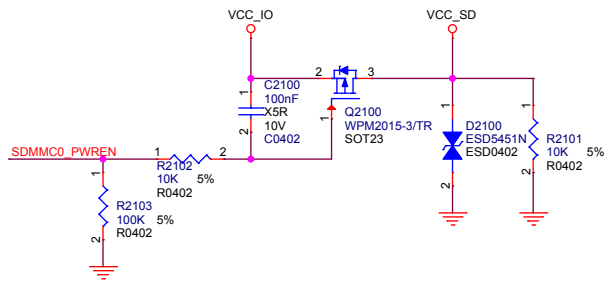 VCC_IO
VCC_SD
1
2
C2100
100nF
X5R
10V
C0402
2
3
1
Q2100
WPM2015-3/TR
SOT23
1
2
D2100
ESD5451N
ESD0402
1
2
R2101
10K 5%
R0402
SDMMC0_PWREN
1
2
R2102
10K 5%
R0402
1
2
R2103
100K 5%
R0402